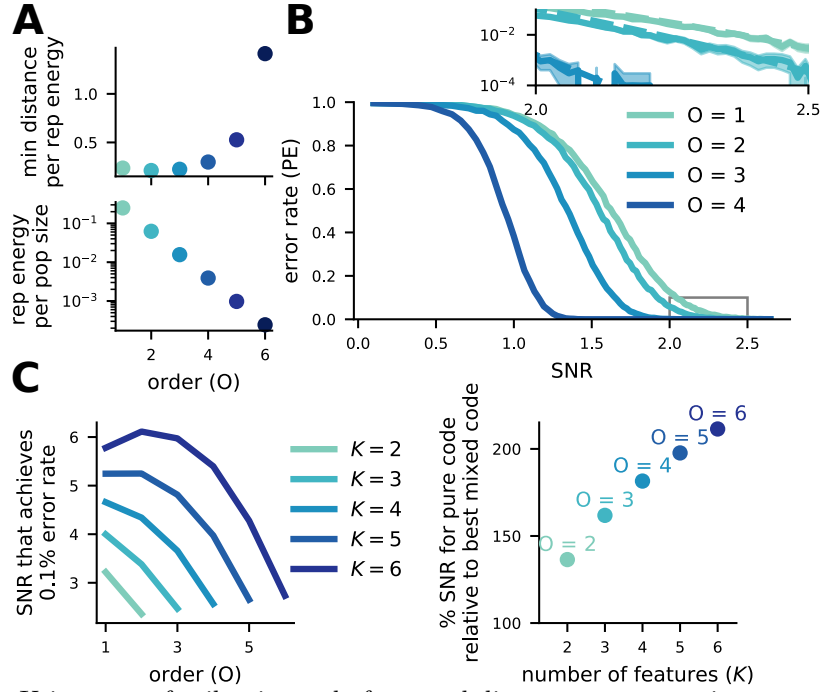 A
min distance
per rep energy
1.0
0.5
rep energy
per pop size
10⁻¹
10⁻²
10⁻³
2
4
6
order (O)
B
10⁻²
10⁻⁴
2.0
2.5
error rate (PE)
1.0
0.8
0.6
0.4
0.2
0.0
O = 1
O = 2
O = 3
O = 4
0.0
0.5
1.0
1.5
2.0
2.5
SNR
C
SNR that achieves
0.1% error rate
6
5
4
3
K = 2
K = 3
K = 4
K = 5
K = 6
1
3
5
order (O)
% SNR for pure code
relative to best mixed code
200
150
100
O = 6
O = 5
O = 4
O = 3
O = 2
2
3
4
5
6
number of features (K)